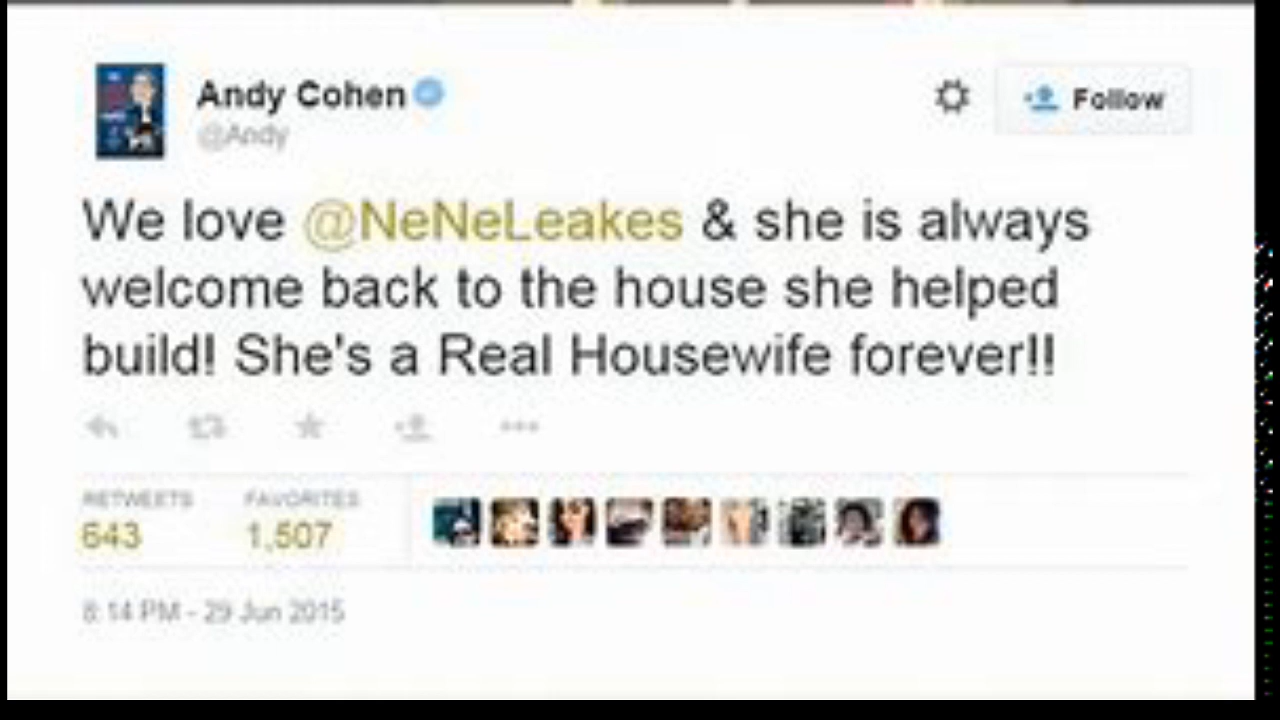 Andy Cohen
@Andy
Follow
We love @NeNeLeakes & she is always
welcome back to the house she helped
build! She's a Real Housewife forever!!
RETWEETS FAVORITES
643 1,507
8:14 PM - 29 Jun 2015